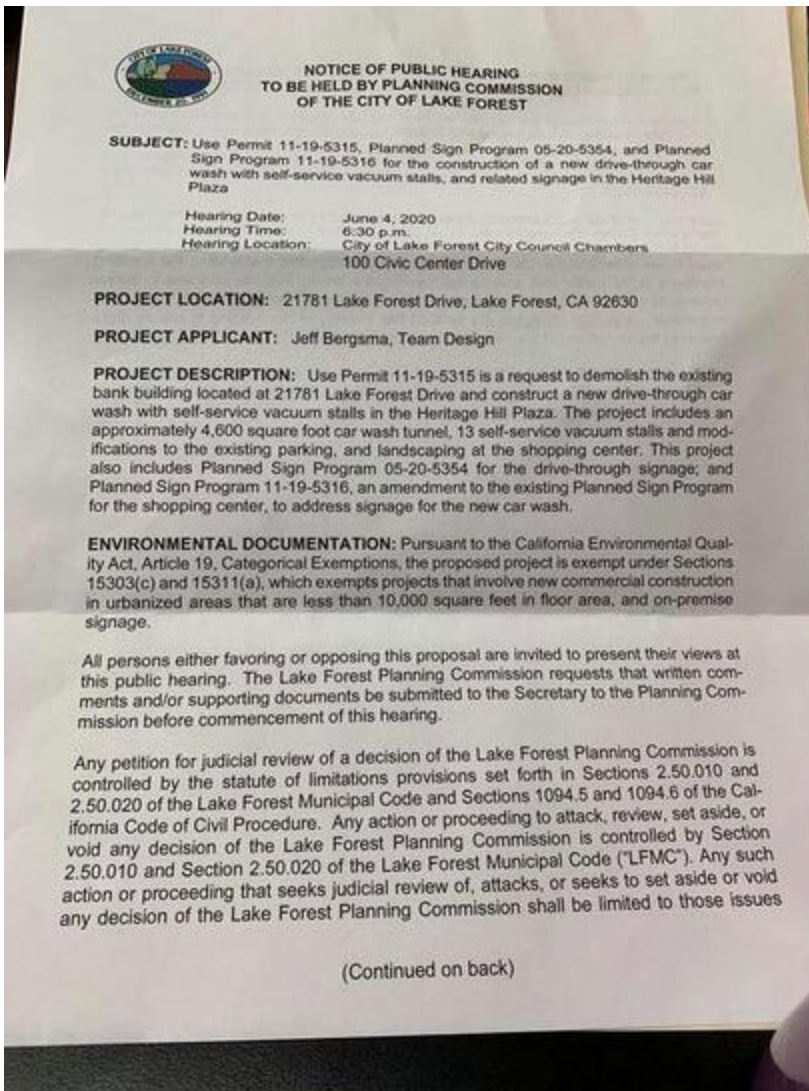 CITY OF LAKE FOREST
DECEMBER 20, 1991
NOTICE OF PUBLIC HEARING
TO BE HELD BY PLANNING COMMISSION
OF THE CITY OF LAKE FOREST
SUBJECT: Use Permit 11-19-5315, Planned Sign Program 05-20-5354, and Planned
Sign Program 11-19-5316 for the construction of a new drive-through car
wash with self-service vacuum stalls, and related signage in the Heritage Hill
Plaza
Hearing Date: June 4, 2020
Hearing Time: 6:30 p.m.
Hearing Location: City of Lake Forest City Council Chambers
100 Civic Center Drive
PROJECT LOCATION: 21781 Lake Forest Drive, Lake Forest, CA 92630
PROJECT APPLICANT: Jeff Bergsma, Team Design
PROJECT DESCRIPTION: Use Permit 11-19-5315 is a request to demolish the existing
bank building located at 21781 Lake Forest Drive and construct a new drive-through car
wash with self-service vacuum stalls in the Heritage Hill Plaza. The project includes an
approximately 4,600 square foot car wash tunnel, 13 self-service vacuum stalls and mod-
ifications to the existing parking, and landscaping at the shopping center. This project
also includes Planned Sign Program 05-20-5354 for the drive-through signage; and
Planned Sign Program 11-19-5316, an amendment to the existing Planned Sign Program
for the shopping center, to address signage for the new car wash.
ENVIRONMENTAL DOCUMENTATION: Pursuant to the California Environmental Qual-
ity Act, Article 19, Categorical Exemptions, the proposed project is exempt under Sections
15303(c) and 15311(a), which exempts projects that involve new commercial construction
in urbanized areas that are less than 10,000 square feet in floor area, and on-premise
signage.
All persons either favoring or opposing this proposal are invited to present their views at
this public hearing. The Lake Forest Planning Commission requests that written com-
ments and/or supporting documents be submitted to the Secretary to the Planning Com-
mission before commencement of this hearing.
Any petition for judicial review of a decision of the Lake Forest Planning Commission is
controlled by the statute of limitations provisions set forth in Sections 2.50.010 and
2.50.020 of the Lake Forest Municipal Code and Sections 1094.5 and 1094.6 of the Cal-
ifornia Code of Civil Procedure. Any action or proceeding to attack, review, set aside, or
void any decision of the Lake Forest Planning Commission is controlled by Section
2.50.010 and Section 2.50.020 of the Lake Forest Municipal Code ("LFMC"). Any such
action or proceeding that seeks judicial review of, attacks, or seeks to set aside or void
any decision of the Lake Forest Planning Commission shall be limited to those issues
(Continued on back)